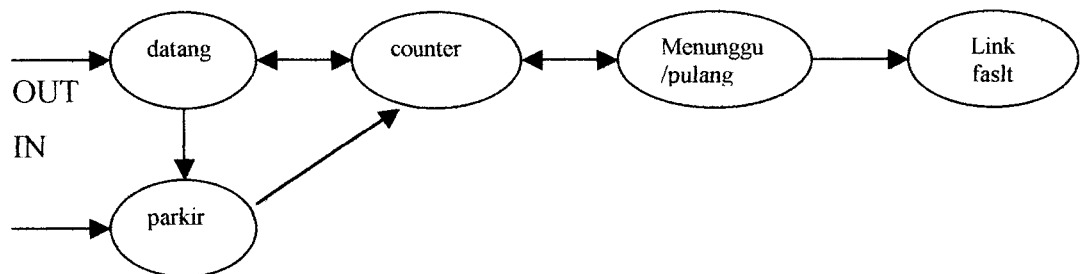 datang
counter
Menunggu
/pulang
Link
faslt
OUT
IN
parkir